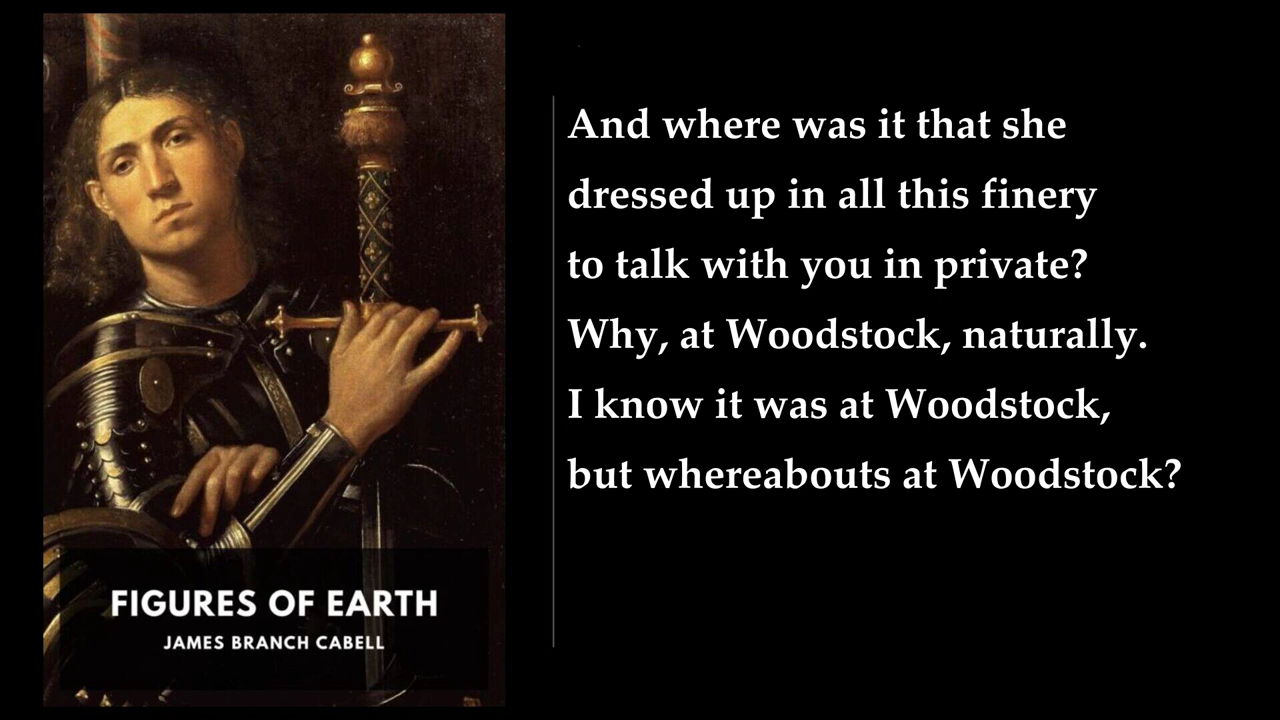 FIGURES OF EARTH
JAMES BRANCH CABELL
And where was it that she
dressed up in all this finery
to talk with you in private?
Why, at Woodstock, naturally.
I know it was at Woodstock,
but whereabouts at Woodstock?